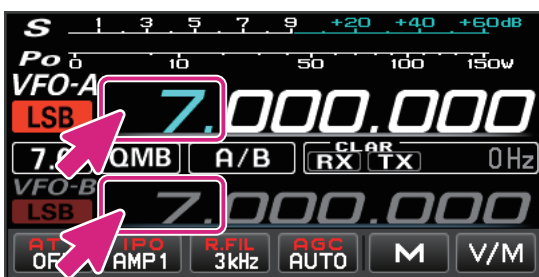 S 1 . 3 . 5 . 7 . 9 +20 +40 +60dB
Po 0 10 50 100 150W
VFO-A
LSB 7.000.000
QMB A/B CLAR RX TX 0Hz
VFO-B
LSB 7.000.000
IPO R.FIL AGC
AMP1 3kHz AUTO M V/M